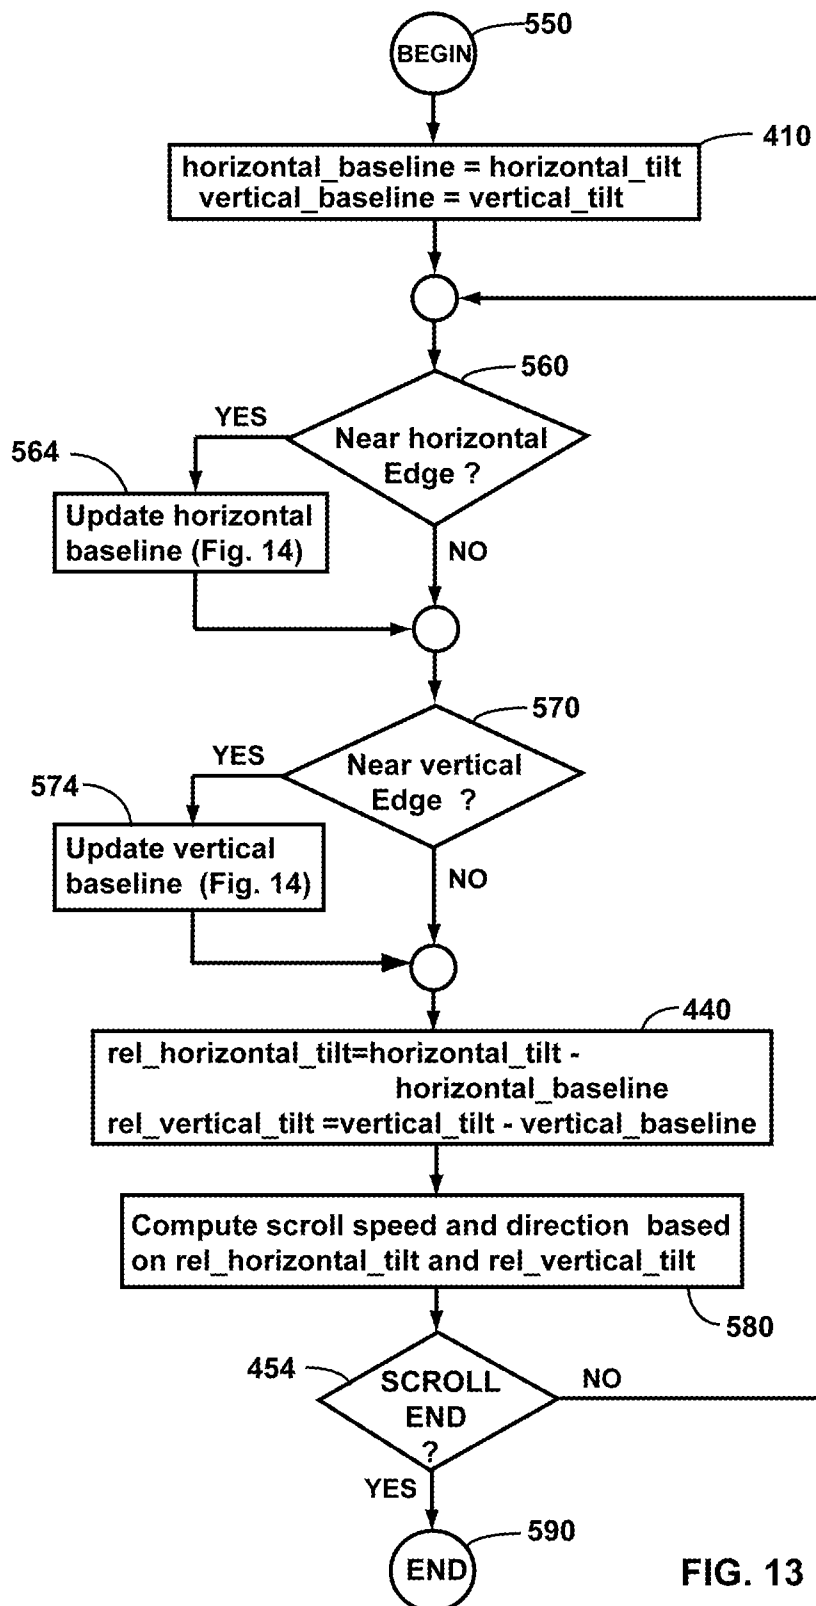 550
BEGIN
410
horizontal_baseline = horizontal_tilt
vertical_baseline = vertical_tilt
560
YES
Near horizontal
Edge ?
564
Update horizontal
baseline (Fig. 14)
NO
570
YES
Near vertical
Edge ?
574
Update vertical
baseline (Fig. 14)
NO
440
rel_horizontal_tilt=horizontal_tilt -
horizontal_baseline
rel_vertical_tilt =vertical_tilt - vertical_baseline
Compute scroll speed and direction based
on rel_horizontal_tilt and rel_vertical_tilt
580
454
SCROLL
END
?
NO
YES
590
END
FIG. 13